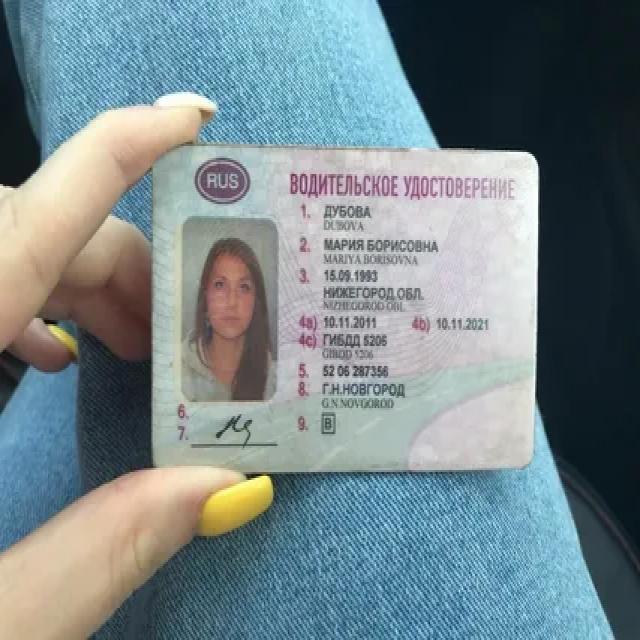 RUS
ВОДИТЕЛЬСКОЕ УДОСТОВЕРЕНИЕ
1. ДУБОВА
DUBOVA
2. МАРИЯ БОРИСОВНА
MARIYA BORISOVNA
3. 15.09.1993
НИЖЕГОРОД.ОБЛ.
NIZHEGOROD.OBL.
4a) 10.11.2011 4b) 10.11.2021
4c) ГИБДД 5206
GIBDD 5206
5. 52 06 287356
8. Г.Н.НОВГОРОД
G.N.NOVGOROD
6.
7.
9. B